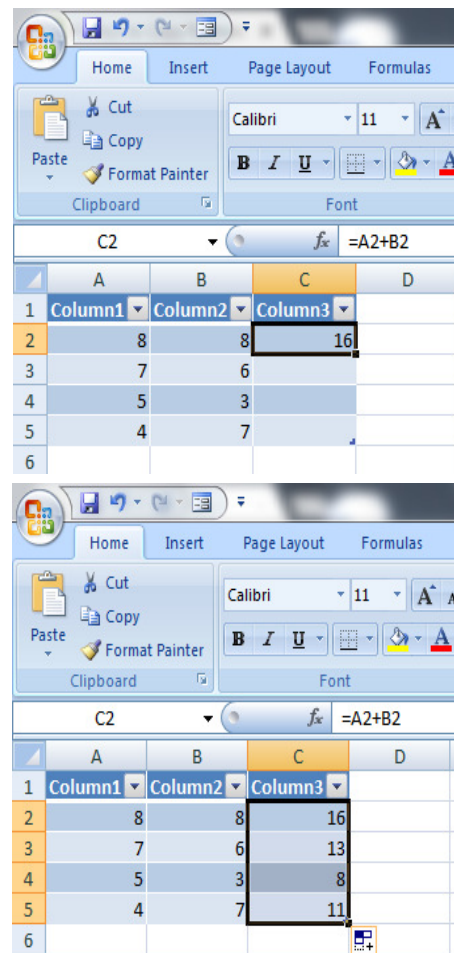 Home Insert Page Layout Formulas
Cut
Copy
Paste
Format Painter
Calibri 11 A A
B I U A
Clipboard Font
C2 fx =A2+B2
A B C D
1 Column1 Column2 Column3
2 8 8 16
3 7 6
4 5 3
5 4 7
6
Home Insert Page Layout Formulas
Cut
Copy
Paste
Format Painter
Calibri 11 A A
B I U A
Clipboard Font
C2 fx =A2+B2
A B C D
1 Column1 Column2 Column3
2 8 8 16
3 7 6 13
4 5 3 8
5 4 7 11
6